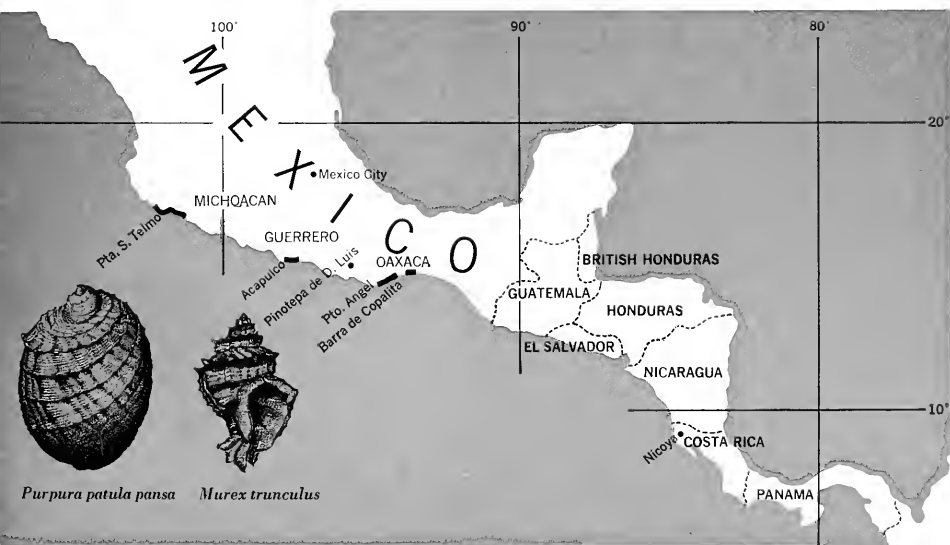 100°
90°
80°
20°
MEXICO
Mexico City
MICHOACAN
Pta. S. Telmo
GUERRERO
Acapulco
Pinotepa de D. Luis
OAXACA
Pto. Angel
Barra de Copalita
BRITISH HONDURAS
GUATEMALA
HONDURAS
EL SALVADOR
NICARAGUA
10°
Nicoya
COSTA RICA
PANAMA
Purpura patula pansa
Murex trunculus